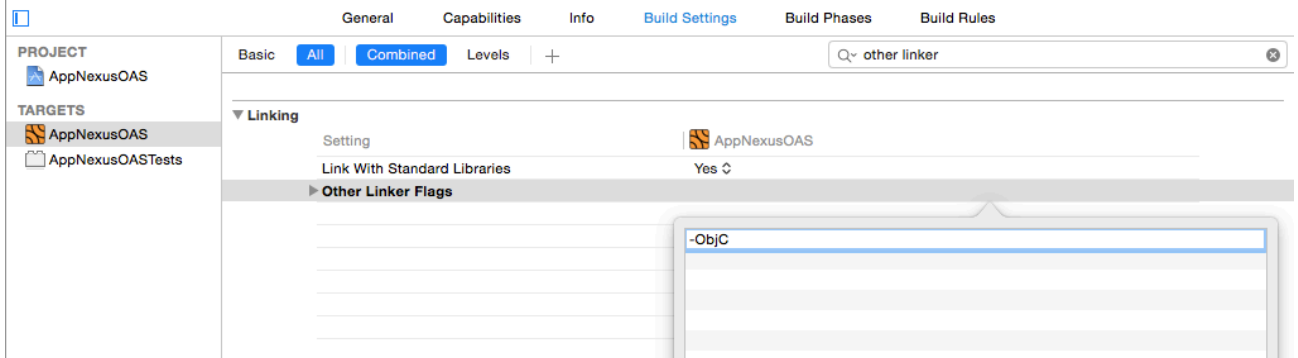 General Capabilities Info Build Settings Build Phases Build Rules
PROJECT
AppNexusOAS
TARGETS
AppNexusOAS
AppNexusOASTests
Basic All Combined Levels + other linker
Linking
Setting AppNexusOAS
Link With Standard Libraries Yes
Other Linker Flags
-ObjC